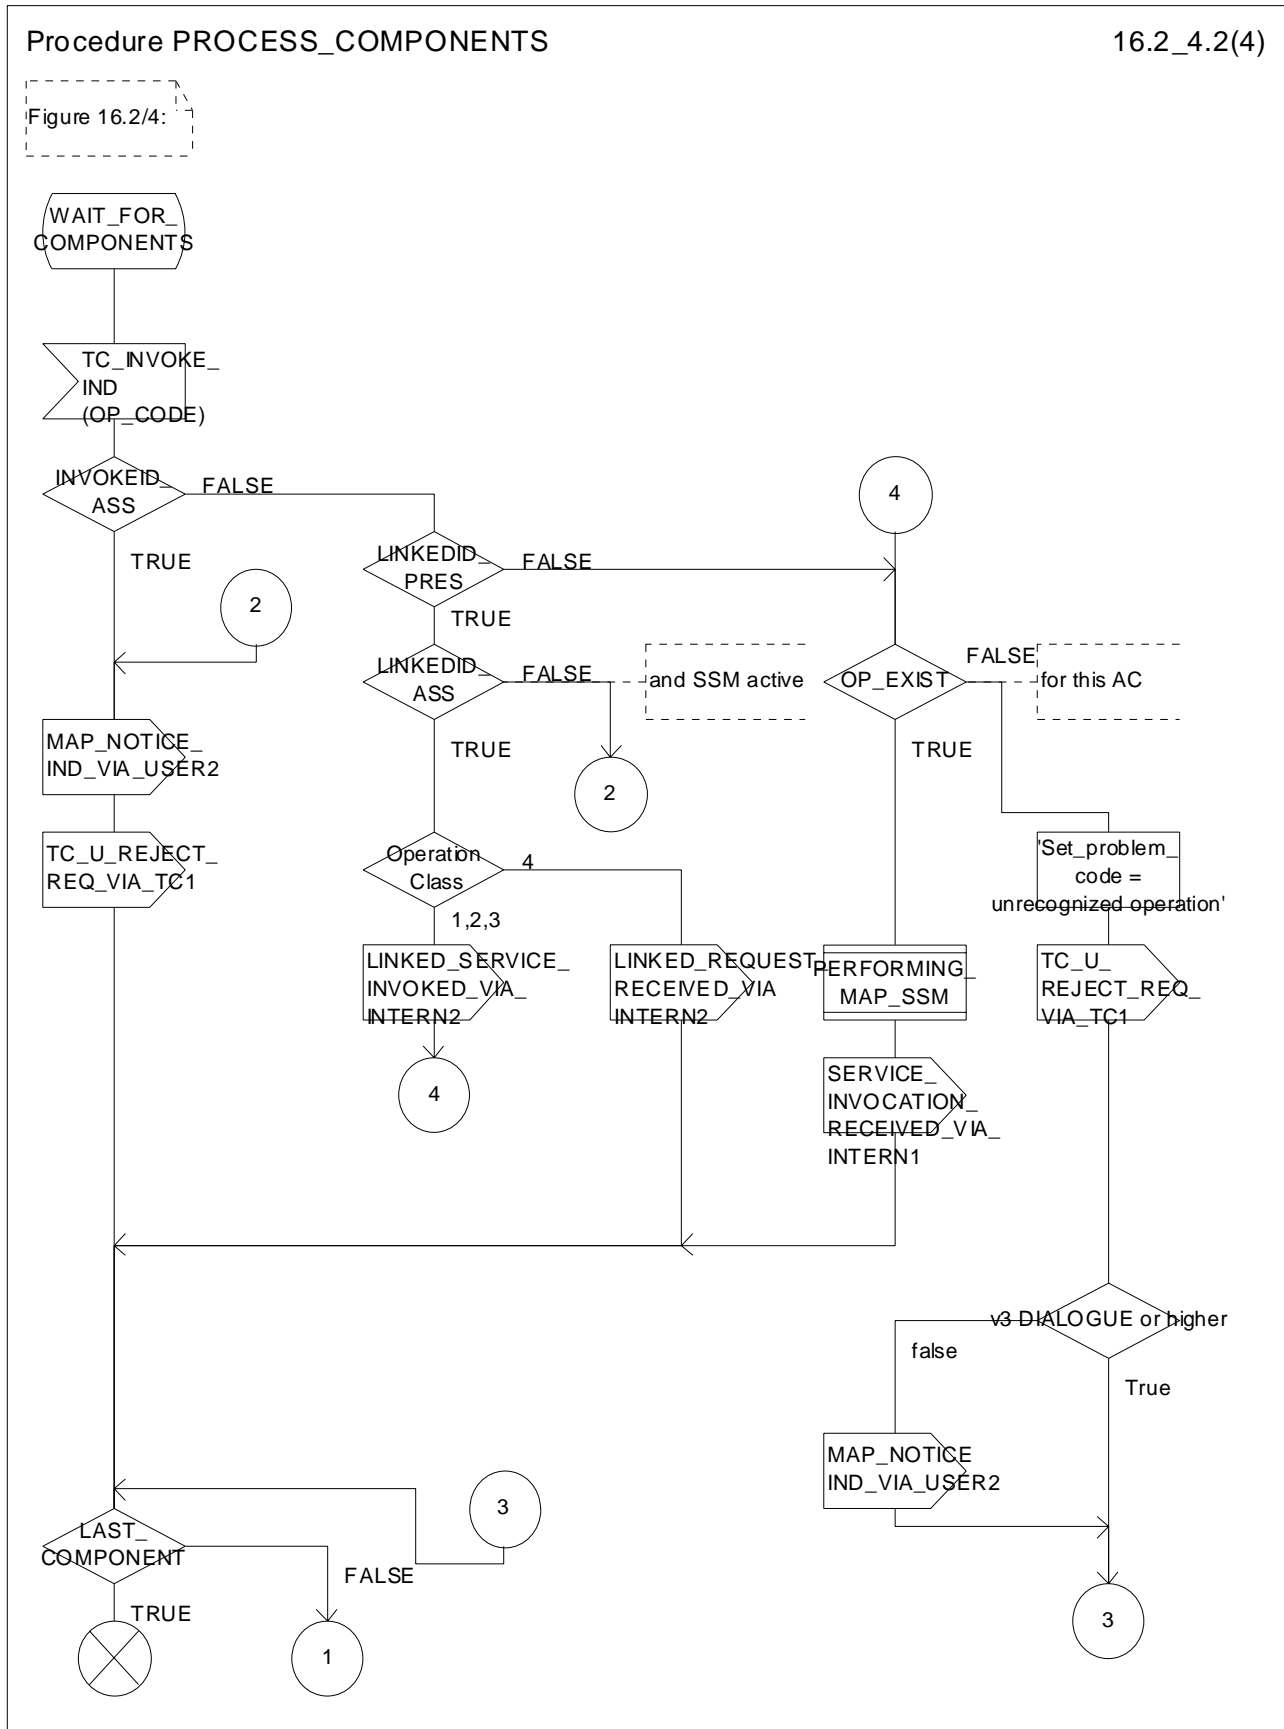 Procedure PROCESS_COMPONENTS
16.2_4.2(4)
Figure 16.2/4:
WAIT_FOR_
COMPONENTS
TC_INVOKE_
IND
(OP_CODE)
INVOKEID_
ASS
FALSE
TRUE
2
4
LINKEDID_
PRES
FALSE
TRUE
LINKEDID_
ASS
FALSE
and SSM active
TRUE
2
OP_EXIST
FALSE
for this AC
TRUE
MAP_NOTICE_
IND_VIA_USER2
TC_U_REJECT_
REQ_VIA_TC1
Operation
Class
4
1,2,3
'Set_problem_
code =
unrecognized operation'
LINKED_SERVICE_
INVOKED_VIA_
INTERN2
LINKED_REQUEST_
RECEIVED_VIA
INTERN2
PERFORMING_
MAP_SSM
TC_U_
REJECT_REQ_
VIA_TC1
4
SERVICE_
INVOCATION_
RECEIVED_VIA_
INTERN1
v3 DIALOGUE or higher
false
True
MAP_NOTICE
IND_VIA_USER2
3
LAST_
COMPONENT
FALSE
TRUE
1
3